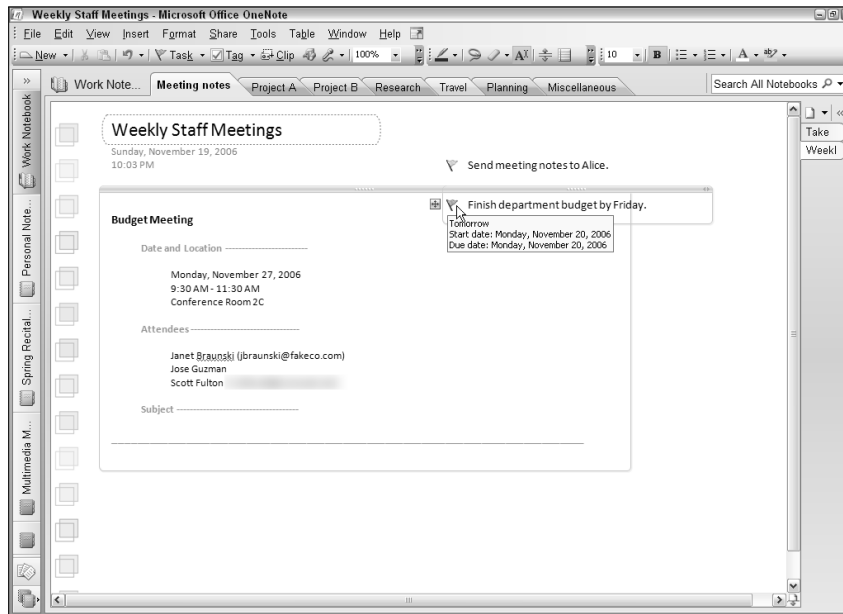 Weekly Staff Meetings - Microsoft Office OneNote
File Edit View Insert Format Share Tools Table Window Help
New Task Tag Clip 100% AI 10 B A ab
Work Note... Meeting notes Project A Project B Research Travel Planning Miscellaneous Search All Notebooks
Work Notebook
Personal Note...
Spring Recital...
Multimedia M...
Take
Weekl
Weekly Staff Meetings
Sunday, November 19, 2006
10:03 PM
Send meeting notes to Alice.
Finish department budget by Friday.
Tomorrow
Start date: Monday, November 20, 2006
Due date: Monday, November 20, 2006
Budget Meeting
Date and Location ------------------------
Monday, November 27, 2006
9:30 AM - 11:30 AM
Conference Room 2C
Attendees --------------------------------
Janet Braunski (jbraunski@fakeco.com)
Jose Guzman
Scott Fulton
Subject -----------------------------------